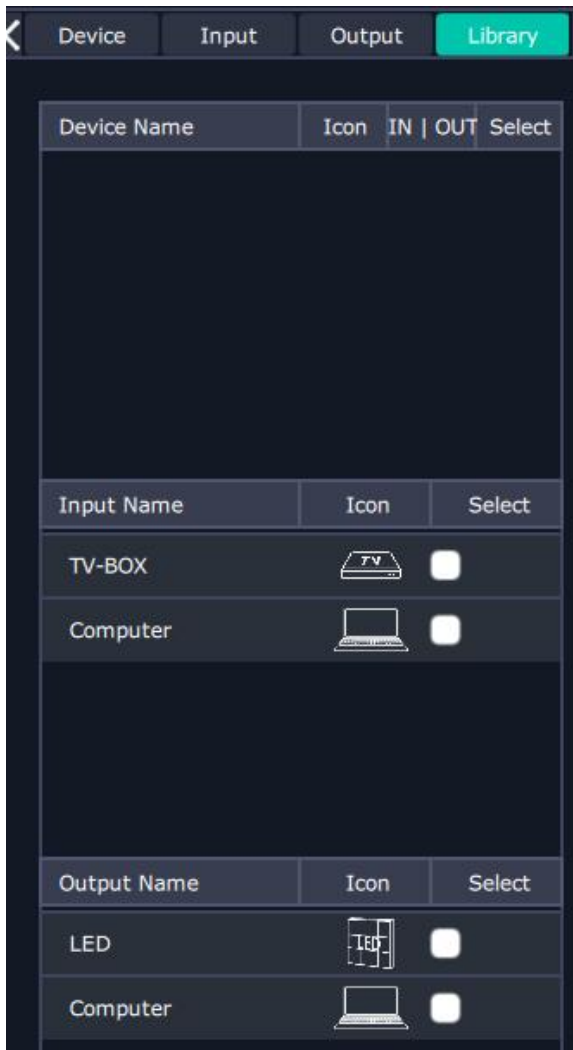 Device Input Output Library
Device Name Icon IN | OUT Select
Input Name Icon Select
TV-BOX TV
Computer
Output Name Icon Select
LED LED
Computer